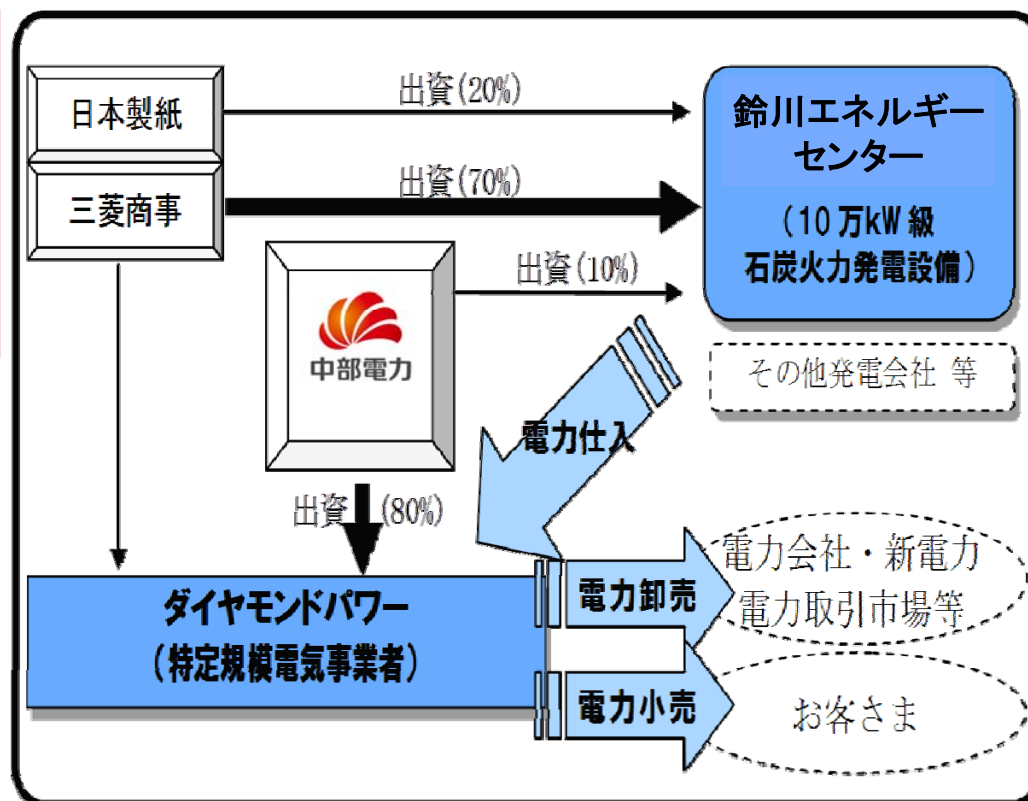 日本製紙
出資(20%)
鈴川エネルギー
センター
(10万kW級
石炭火力発電設備)
三菱商事
出資(70%)
出資(10%)
中部電力
その他発電会社 等
電力仕入
出資 (80%)
ダイヤモンドパワー
(特定規模電気事業者)
電力卸売
電力会社・新電力
電力取引市場等
電力小売
お客さま